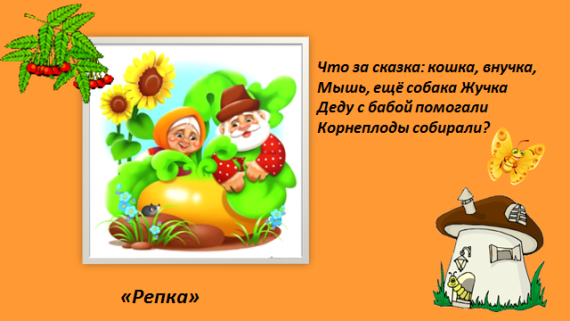 Что за сказка: кошка, внучка,
Мышь, ещё собака Жучка
Деду с бабой помогали
Корнеплоды собирали?
«Репка»